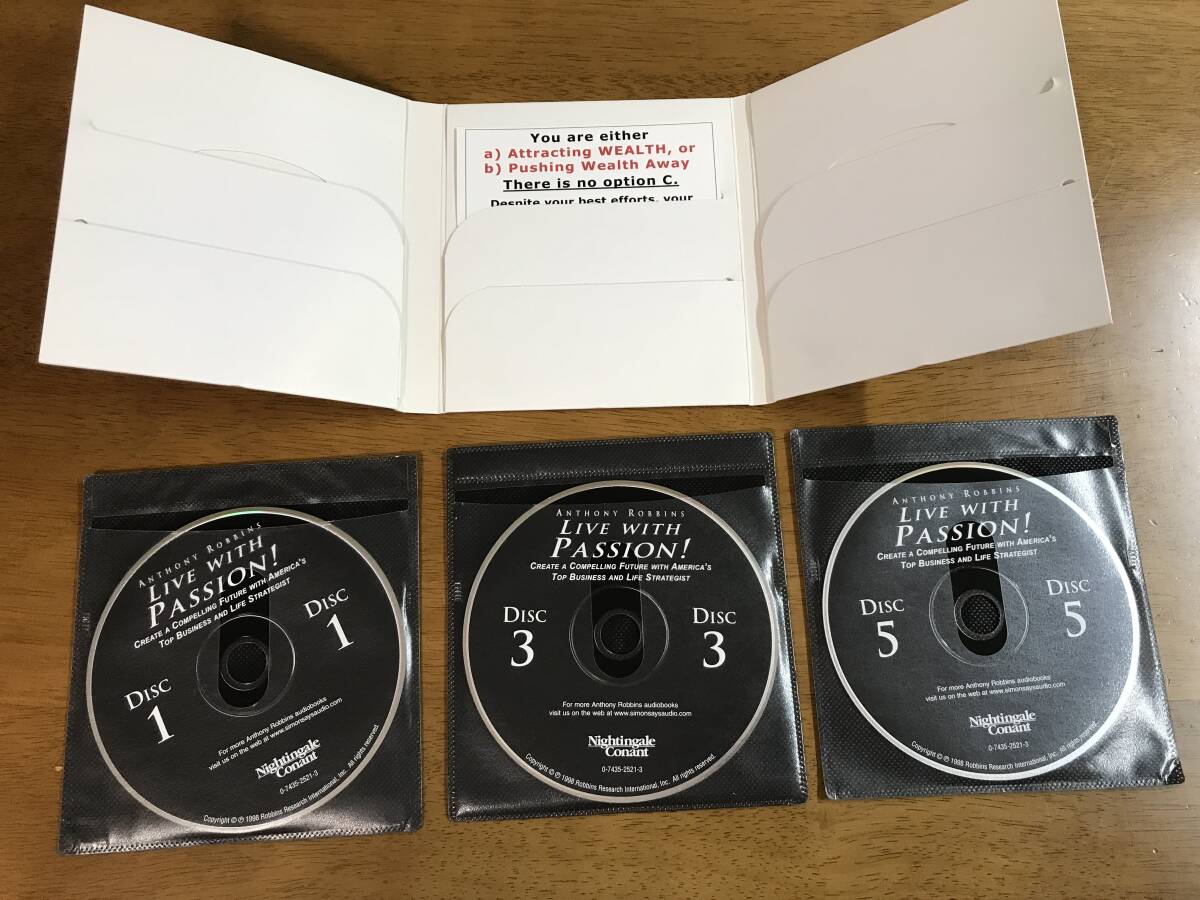 You are either
a) Attracting WEALTH, or
b) Pushing Wealth Away
There is no option C.
Despite your best efforts, your
ANTHONY ROBBINS
LIVE WITH
PASSION!
CREATE A COMPELLING FUTURE WITH AMERICA'S
TOP BUSINESS AND LIFE STRATEGIST
DISC
1
DISC
1
For more Anthony Robbins audiobooks
visit us on the web at www.simonsaysaudio.com
Nightingale
Conant
Copyright © ℗ 1998 Robbins Research International, Inc. All rights reserved.
ANTHONY ROBBINS
LIVE WITH
PASSION!
CREATE A COMPELLING FUTURE WITH AMERICA'S
TOP BUSINESS AND LIFE STRATEGIST
DISC
3
DISC
3
For more Anthony Robbins audiobooks
visit us on the web at www.simonsaysaudio.com
Nightingale
Conant
0-7435-2521-3
Copyright © ℗ 1998 Robbins Research International, Inc. All rights reserved.
ANTHONY ROBBINS
LIVE WITH
PASSION!
CREATE A COMPELLING FUTURE WITH AMERICA'S
TOP BUSINESS AND LIFE STRATEGIST
DISC
5
DISC
5
For more Anthony Robbins audiobooks
visit us on the web at www.simonsaysaudio.com
Nightingale
Conant
0-7435-2521-3
Copyright © ℗ 1998 Robbins Research International, Inc. All rights reserved.